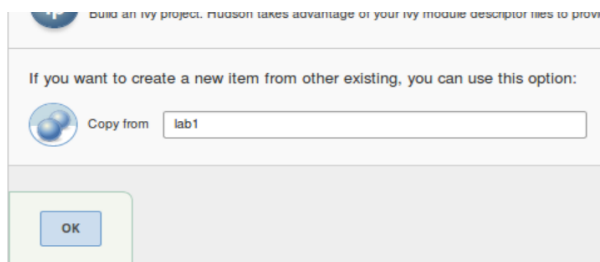 Build an Ivy project. Hudson takes advantage of your Ivy module descriptor files to provi
If you want to create a new item from other existing, you can use this option:
Copy from lab1
OK